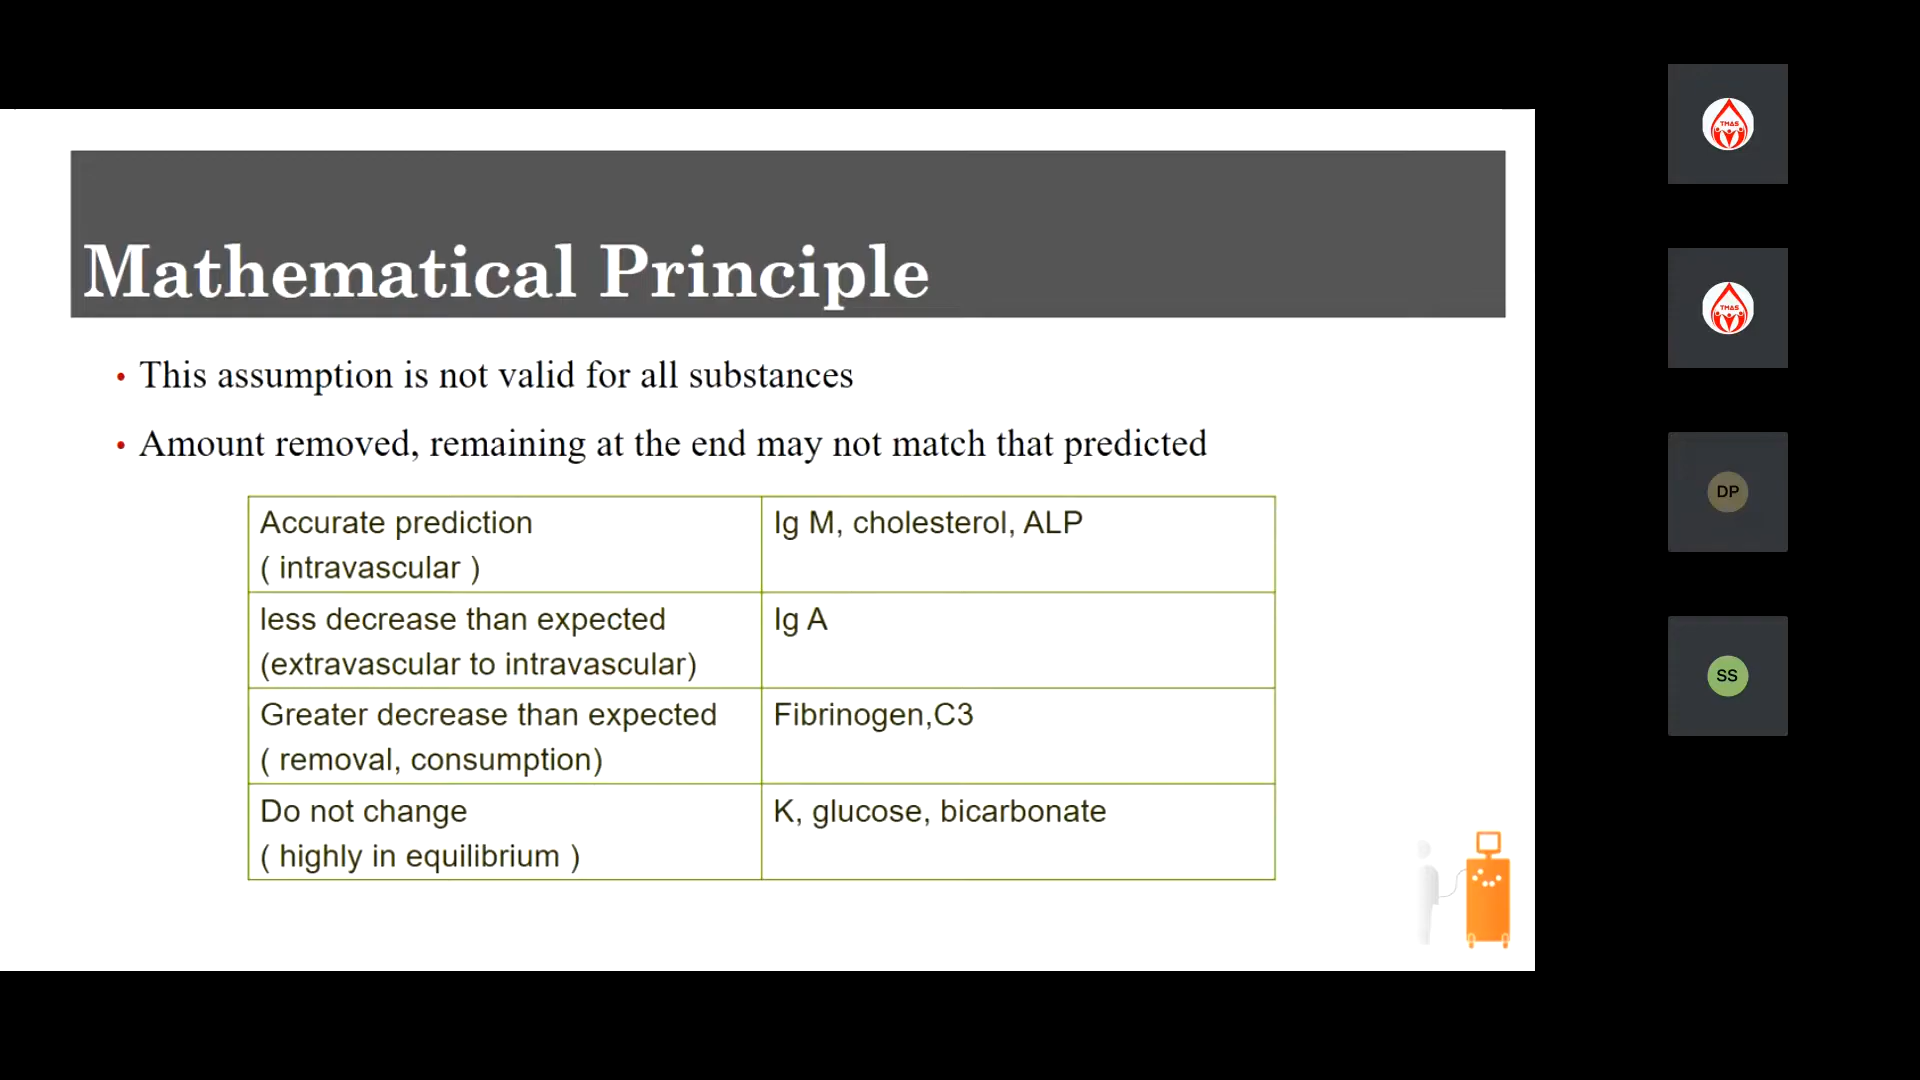 Mathematical Principle
• This assumption is not valid for all substances
• Amount removed, remaining at the end may not match that predicted
Accurate prediction
( intravascular )
Ig M, cholesterol, ALP
less decrease than expected
(extravascular to intravascular)
Ig A
Greater decrease than expected
( removal, consumption)
Fibrinogen,C3
Do not change
( highly in equilibrium )
K, glucose, bicarbonate
TMAS
TMAS
DP
SS